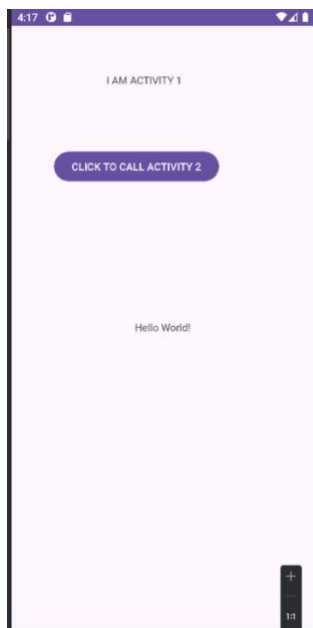 4:17
I AM ACTIVITY 1
CLICK TO CALL ACTIVITY 2
Hello World!
1:1